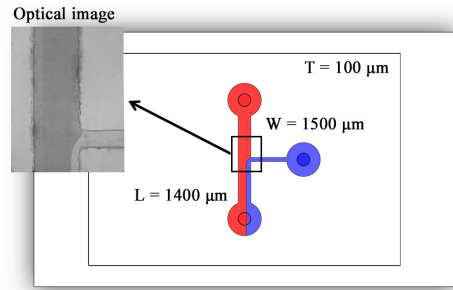 Optical image
T = 100 μm
W = 1500 μm
L = 1400 μm